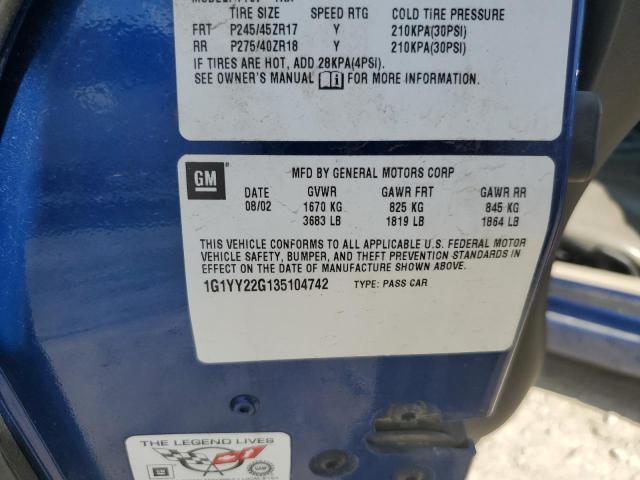 TIRE SIZE SPEED RTG COLD TIRE PRESSURE
FRT P245/45ZR17 Y 210KPA(30PSI)
RR P275/40ZR18 Y 210KPA(30PSI)
IF TIRES ARE HOT, ADD 28KPA(4PSI)
SEE OWNER'S MANUAL FOR MORE INFORMATION.
GM MFD BY GENERAL MOTORS CORP
DATE GVWR GAWR FRT GAWR RR
08/02 1670 KG 825 KG 845 KG
3683 LB 1819 LB 1864 LB
THIS VEHICLE CONFORMS TO ALL APPLICABLE U.S. FEDERAL MOTOR
VEHICLE SAFETY, BUMPER, AND THEFT PREVENTION STANDARDS IN
EFFECT ON THE DATE OF MANUFACTURE SHOWN ABOVE.
1G1YY22G135104742 TYPE: PASS CAR
THE LEGEND LIVES
GM